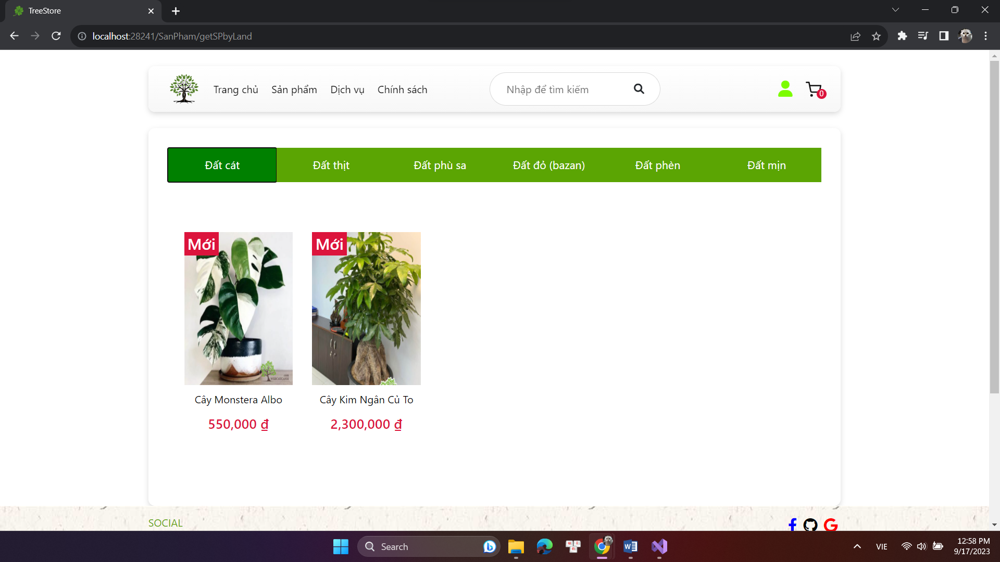 TreeStore
localhost:28241/SanPham/getSPbyLand
Trang chủ Sản phẩm Dịch vụ Chính sách
Nhập để tìm kiếm
0
Đất cát Đất thịt Đất phù sa Đất đỏ (bazan) Đất phèn Đất mịn
Mới
Mới
Cây Monstera Albo
550,000 ₫
Cây Kim Ngân Củ To
2,300,000 ₫
SOCIAL
Search
VIE
12:58 PM
9/17/2023